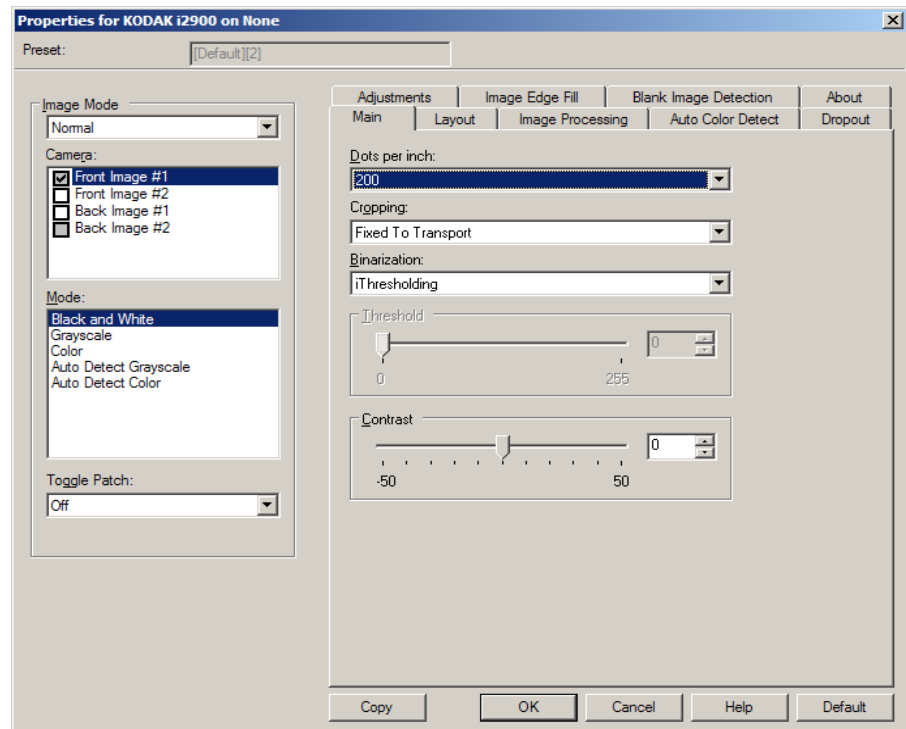 Properties for KODAK i2900 on None
Preset:
[Default][2]
Image Mode
Normal
Camera:
Front Image #1
Front Image #2
Back Image #1
Back Image #2
Mode:
Black and White
Grayscale
Color
Auto Detect Grayscale
Auto Detect Color
Toggle Patch:
Off
Adjustments
Image Edge Fill
Blank Image Detection
About
Main
Layout
Image Processing
Auto Color Detect
Dropout
Dots per inch:
200
Cropping:
Fixed To Transport
Binarization:
iThresholding
Threshold
0
0
255
Contrast
0
-50
50
Copy
OK
Cancel
Help
Default